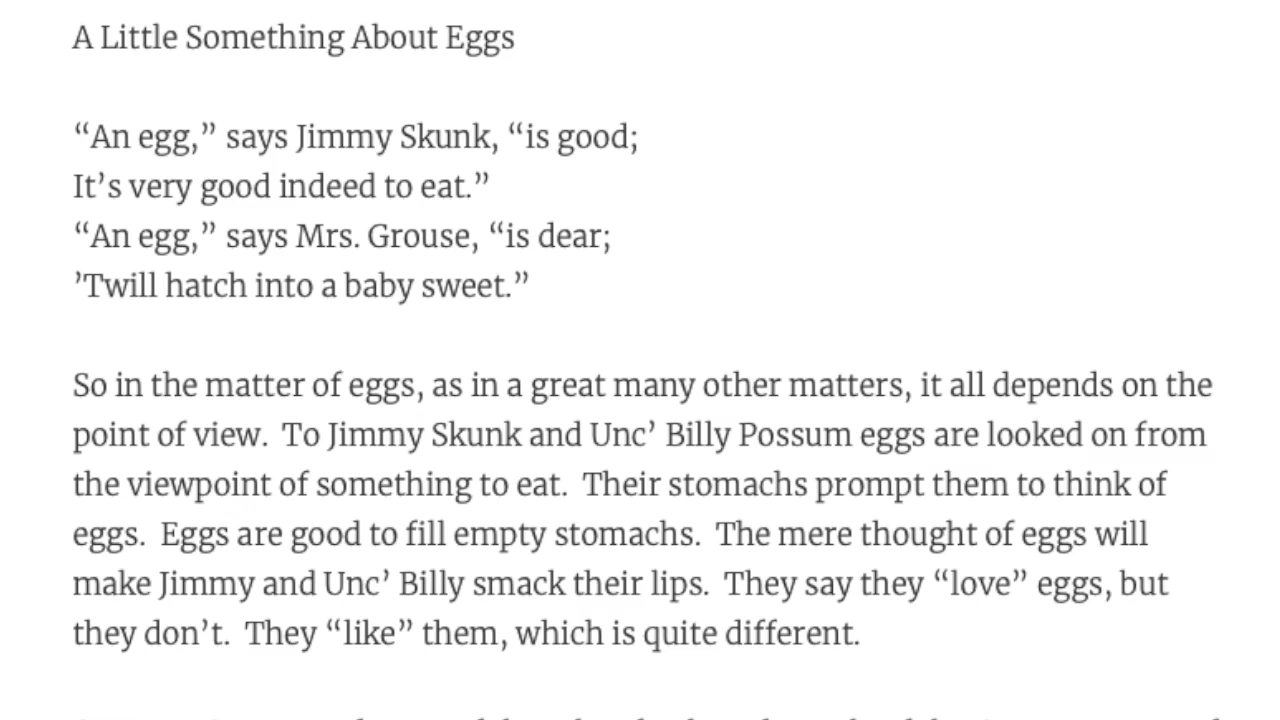 A Little Something About Eggs
“An egg,” says Jimmy Skunk, “is good;
It’s very good indeed to eat.”
“An egg,” says Mrs. Grouse, “is dear;
’Twill hatch into a baby sweet.”
So in the matter of eggs, as in a great many other matters, it all depends on the
point of view.  To Jimmy Skunk and Unc’ Billy Possum eggs are looked on from
the viewpoint of something to eat.  Their stomachs prompt them to think of
eggs.  Eggs are good to fill empty stomachs.  The mere thought of eggs will
make Jimmy and Unc’ Billy smack their lips.  They say they “love” eggs, but
they don’t.  They “like” them, which is quite different.